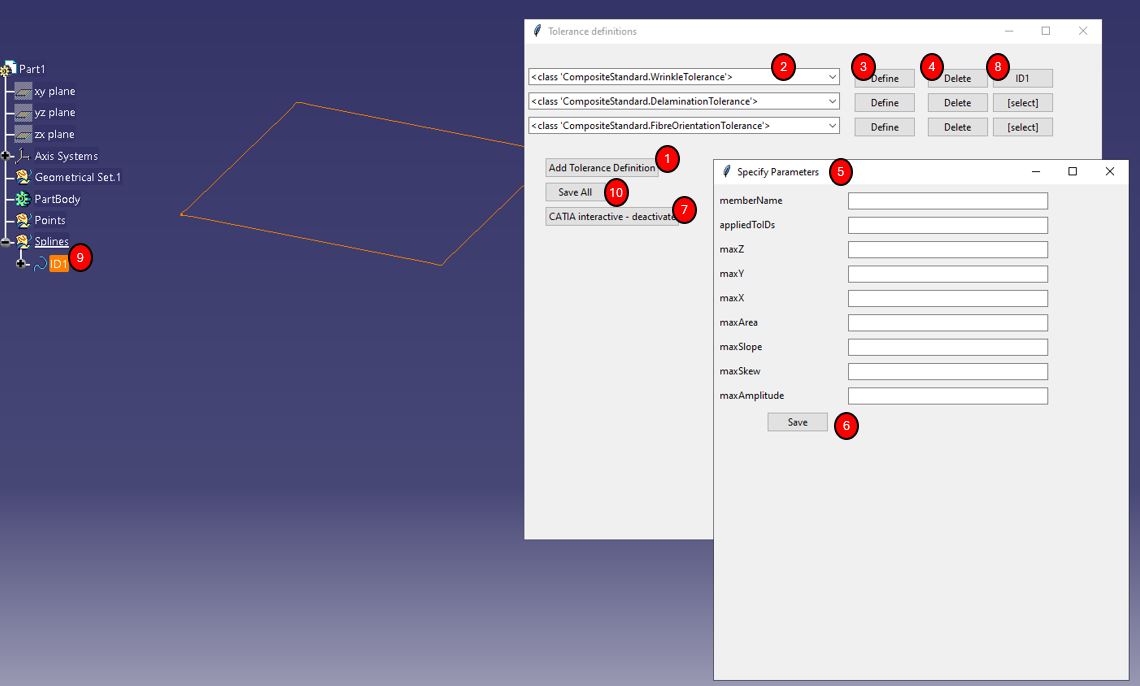 Part1
xy plane
yz plane
zx plane
Axis Systems
Geometrical Set.1
PartBody
Points
Splines
ID1
9
Tolerance definitions
2
3
4
8
<class 'CompositeStandard.WrinkleTolerance'> Define Delete ID1
<class 'CompositeStandard.DelaminationTolerance'> Define Delete [select]
<class 'CompositeStandard.FibreOrientationTolerance'> Define Delete [select]
Add Tolerance Definition 1
Save All 10
CATIA interactive - deactivate 7
Specify Parameters 5
memberName
appliedToIDs
maxZ
maxY
maxX
maxArea
maxSlope
maxSkew
maxAmplitude
Save 6